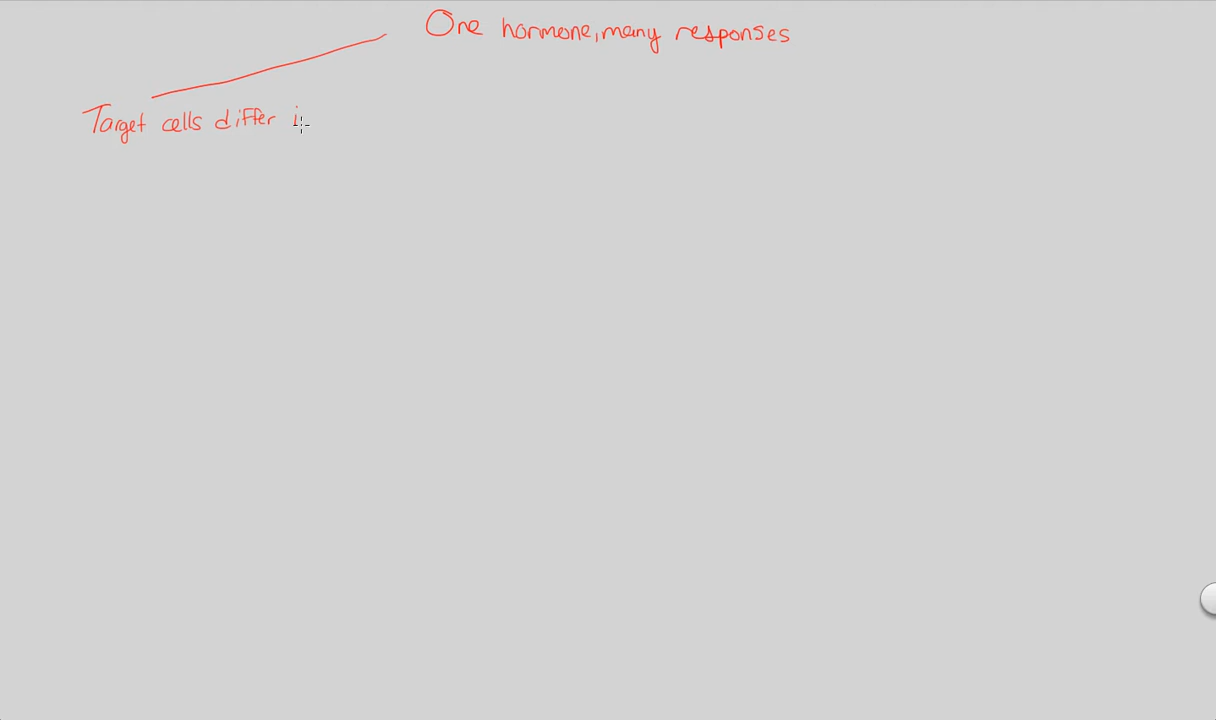 One hormone, many responses
Target cells differ i